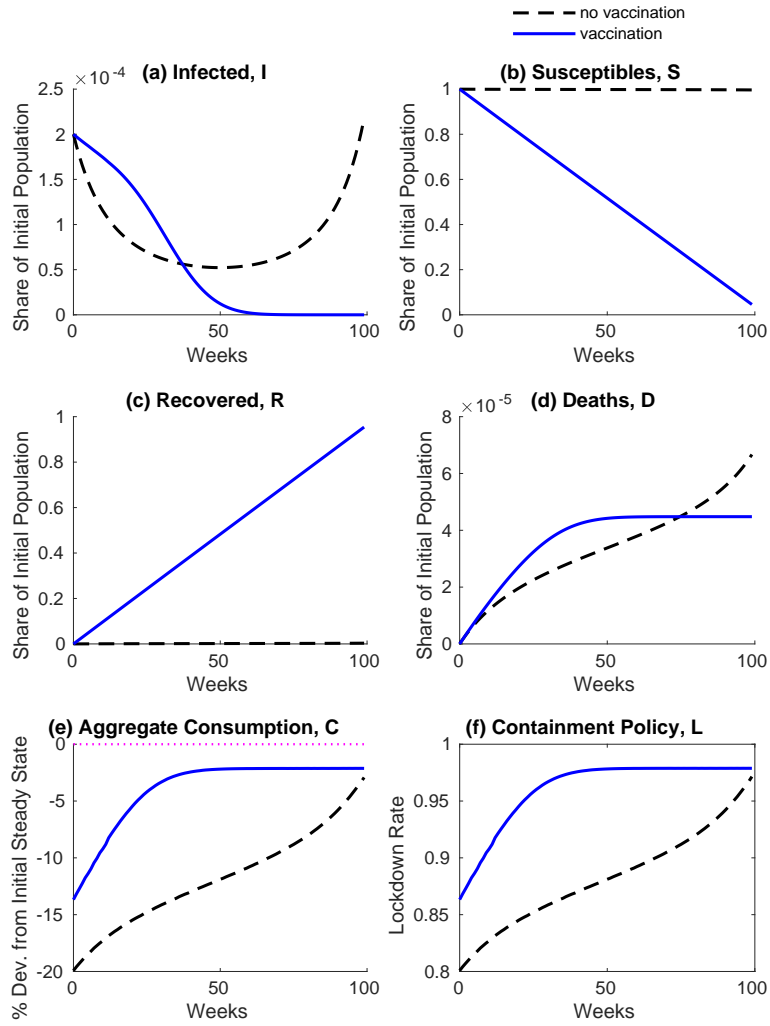 no vaccination
vaccination
×10⁻⁴
(a) Infected, I
Share of Initial Population
2.5
2
1.5
1
0.5
0
0
50
100
Weeks
(b) Susceptibles, S
Share of Initial Population
1
0.8
0.6
0.4
0.2
0
0
50
100
Weeks
(c) Recovered, R
Share of Initial Population
1
0.8
0.6
0.4
0.2
0
0
50
100
Weeks
×10⁻⁵
(d) Deaths, D
Share of Initial Population
8
6
4
2
0
0
50
100
Weeks
(e) Aggregate Consumption, C
% Dev. from Initial Steady State
0
-5
-10
-15
-20
0
50
100
Weeks
(f) Containment Policy, L
Lockdown Rate
1
0.95
0.9
0.85
0.8
0
50
100
Weeks